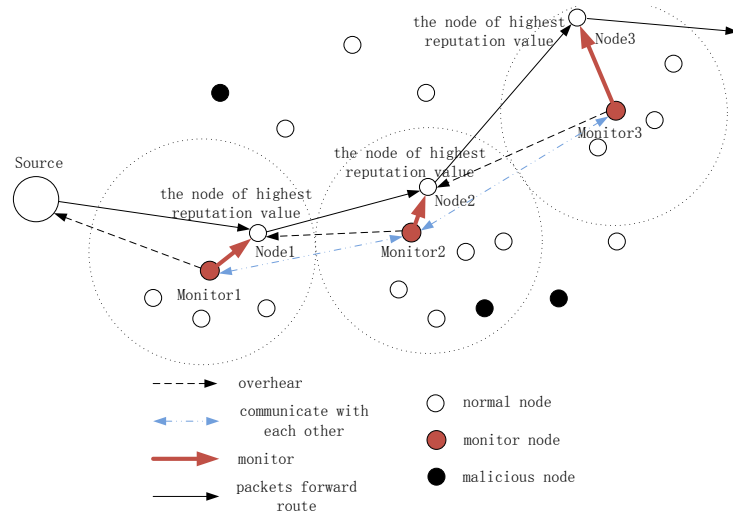 the node of highest
reputation value
Node3
Monitor3
the node of highest
reputation value
Node2
Monitor2
Source
the node of highest
reputation value
Node1
Monitor1
overhear
communicate with
each other
monitor
packets forward
route
normal node
monitor node
malicious node